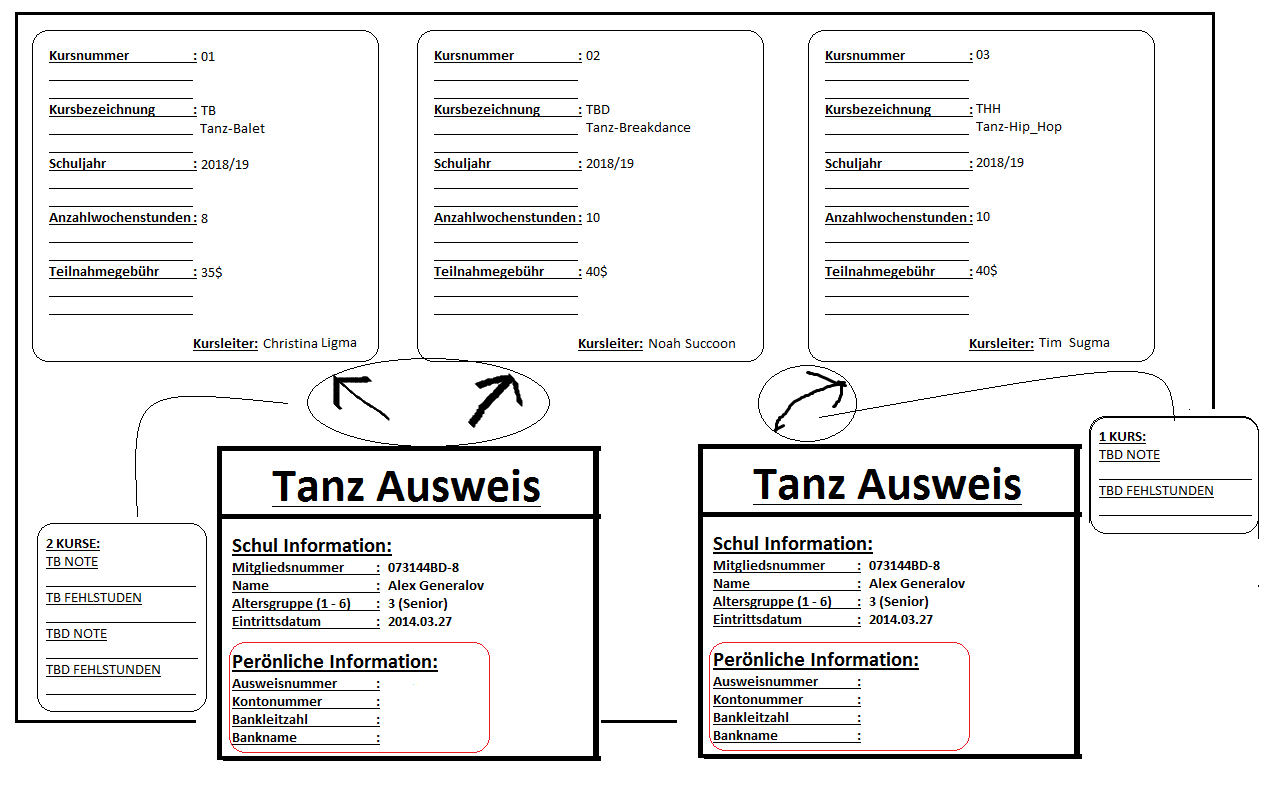 Kursnummer : 01
Kursbezeichnung : TB
Tanz-Balet
Schuljahr : 2018/19
Anzahlwochenstunden : 8
Teilnahmegebühr : 35$
Kursleiter: Christina Ligma
Kursnummer : 02
Kursbezeichnung : TBD
Tanz-Breakdance
Schuljahr : 2018/19
Anzahlwochenstunden : 10
Teilnahmegebühr : 40$
Kursleiter: Noah Succoon
Kursnummer : 03
Kursbezeichnung : THH
Tanz-Hip_Hop
Schuljahr : 2018/19
Anzahlwochenstunden : 10
Teilnahmegebühr : 40$
Kursleiter: Tim Sugma
2 KURSE:
TB NOTE
TB FEHLSTUDEN
TBD NOTE
TBD FEHLSTUNDEN
Tanz Ausweis
Schul Information:
Mitgliedsnummer : 073144BD-8
Name : Alex Generalov
Altersgruppe (1 - 6) : 3 (Senior)
Eintrittsdatum : 2014.03.27
Perönliche Information:
Ausweisnummer :
Kontonummer :
Bankleitzahl :
Bankname :
Tanz Ausweis
Schul Information:
Mitgliedsnummer : 073144BD-8
Name : Alex Generalov
Altersgruppe (1 - 6) : 3 (Senior)
Eintrittsdatum : 2014.03.27
Perönliche Information:
Ausweisnummer :
Kontonummer :
Bankleitzahl :
Bankname :
1 KURS:
TBD NOTE
TBD FEHLSTUNDEN